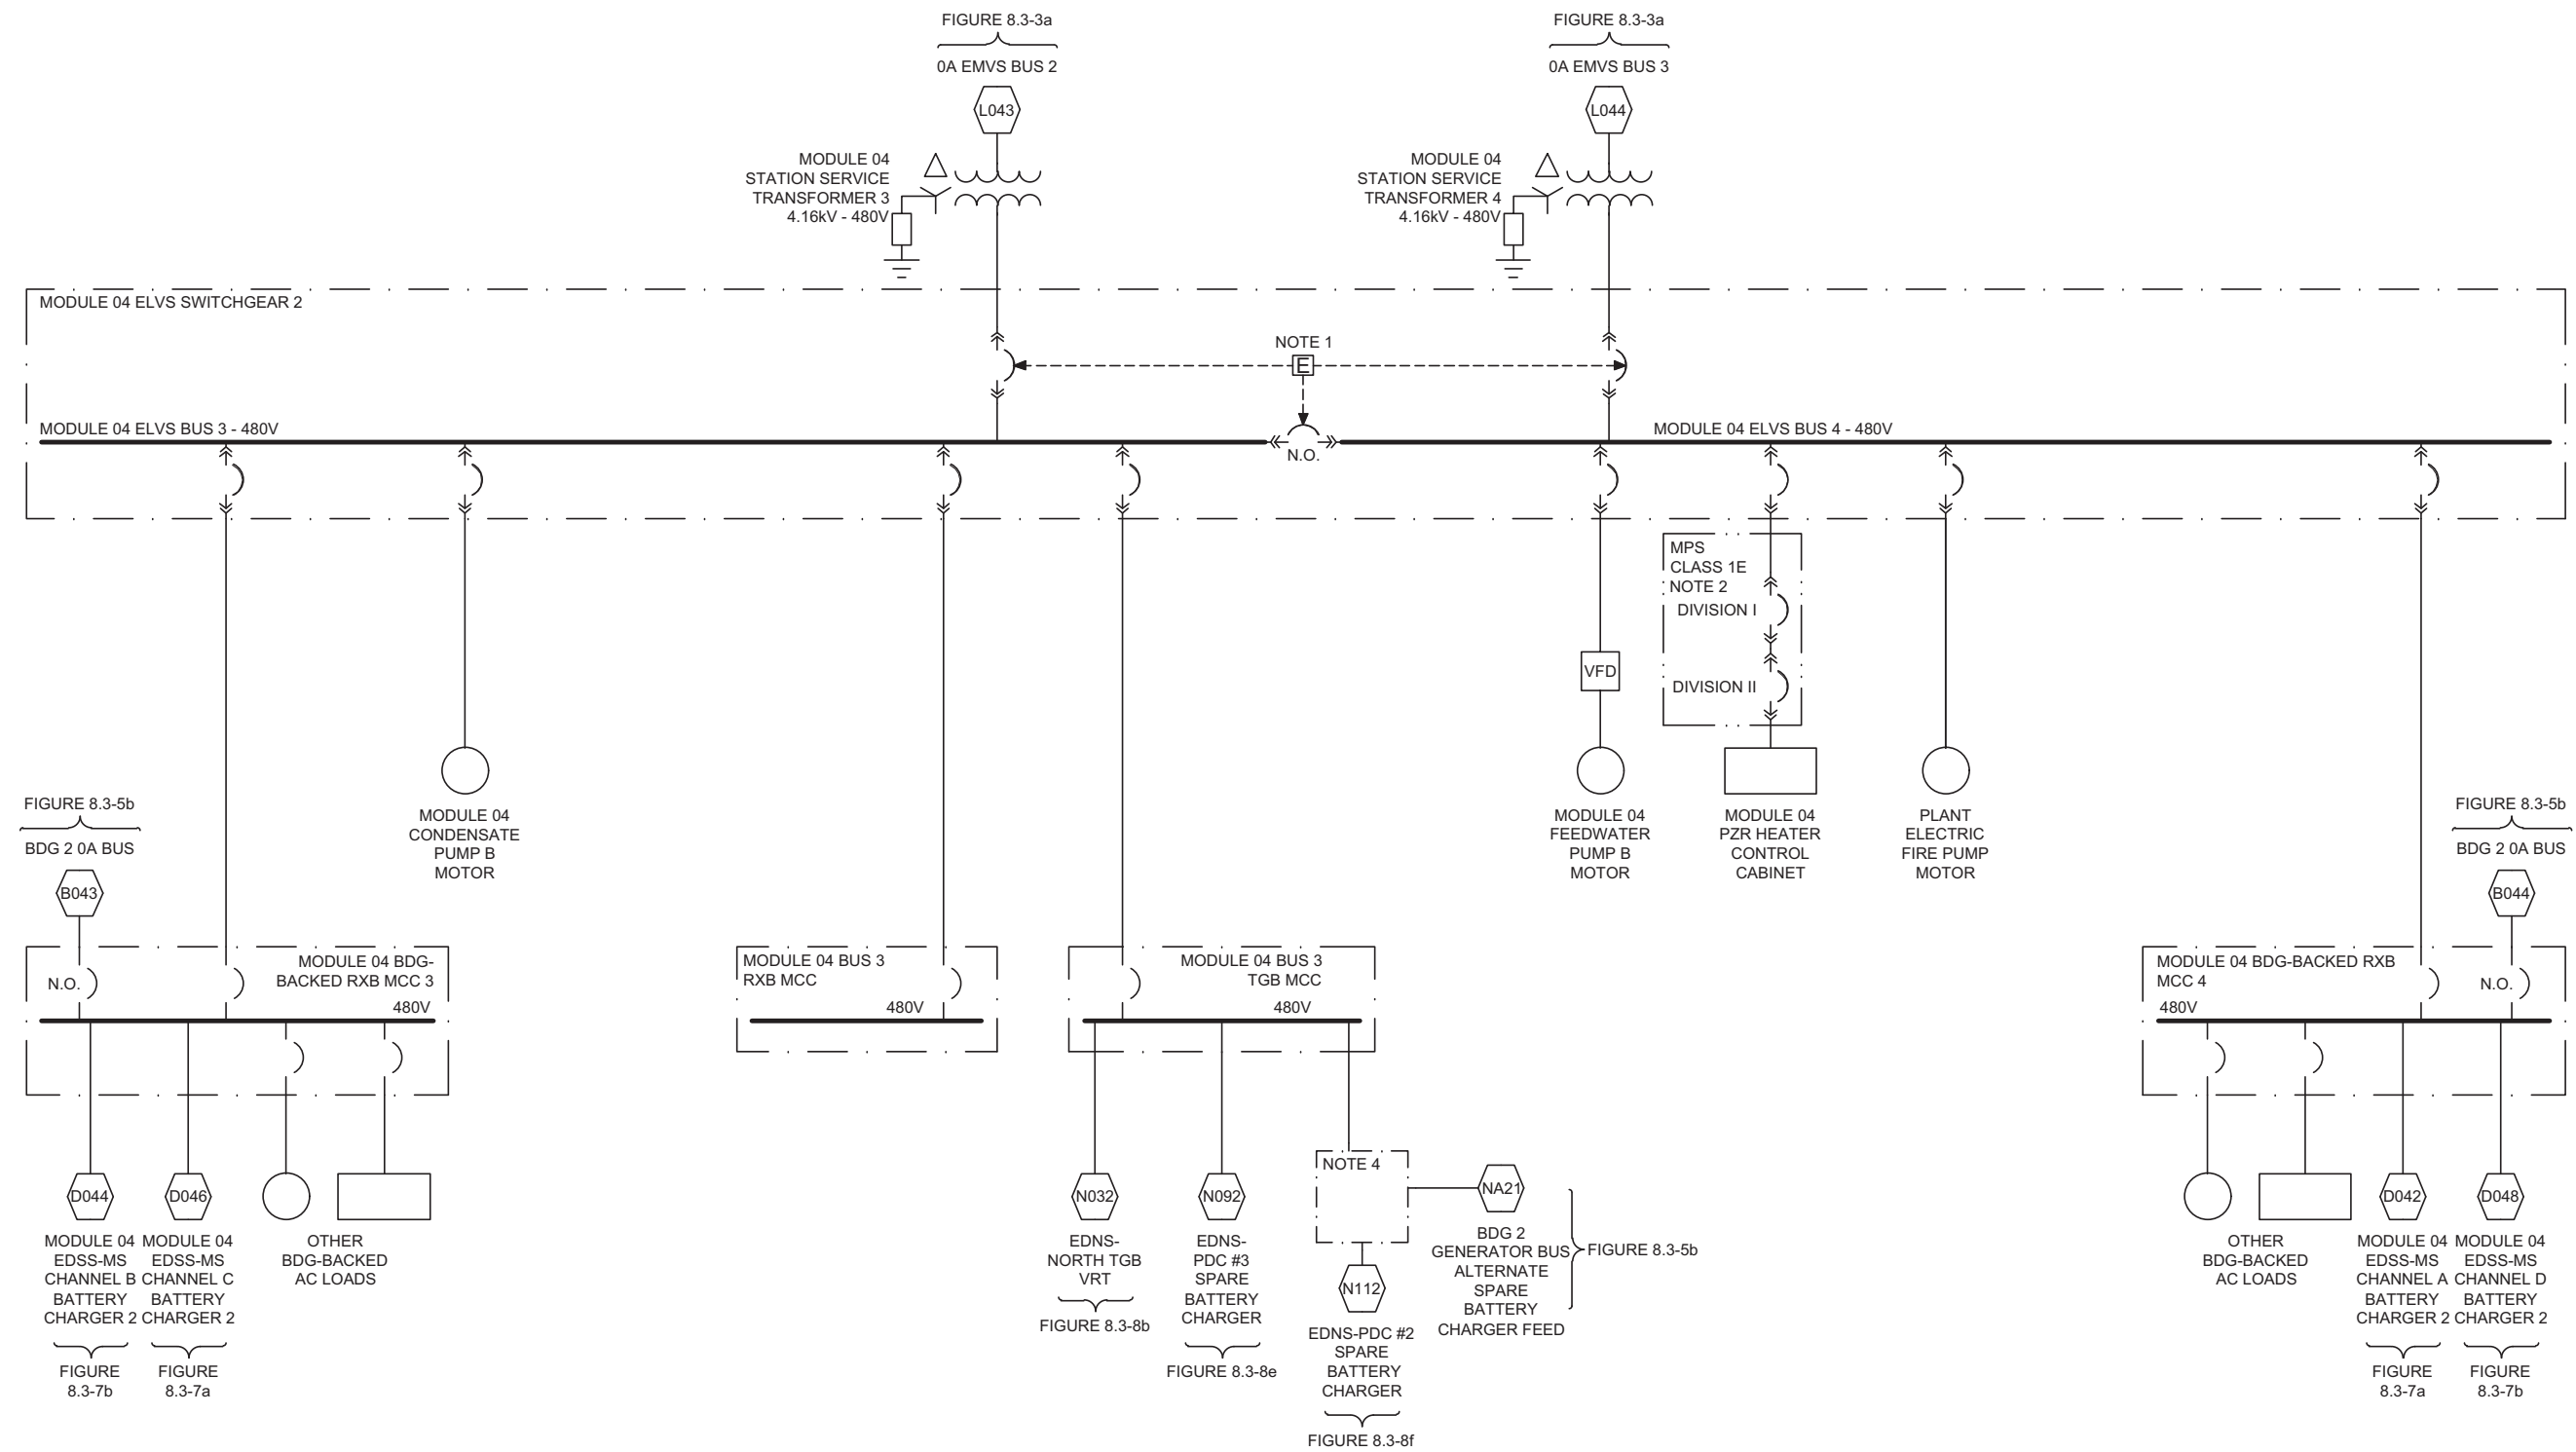 FIGURE 8.3-3a
0A EMVS BUS 2
L043
MODULE 04
STATION SERVICE
TRANSFORMER 3
4.16kV - 480V
FIGURE 8.3-3a
0A EMVS BUS 3
L044
MODULE 04
STATION SERVICE
TRANSFORMER 4
4.16kV - 480V
MODULE 04 ELVS SWITCHGEAR 2
NOTE 1
E
MODULE 04 ELVS BUS 3 - 480V
N.O.
MODULE 04 ELVS BUS 4 - 480V
MPS
CLASS 1E
NOTE 2
DIVISION I
DIVISION II
VFD
MODULE 04
CONDENSATE
PUMP B
MOTOR
MODULE 04
FEEDWATER
PUMP B
MOTOR
MODULE 04
PZR HEATER
CONTROL
CABINET
PLANT
ELECTRIC
FIRE PUMP
MOTOR
FIGURE 8.3-5b
BDG 2 0A BUS
B043
N.O.
MODULE 04 BDG-
BACKED RXB MCC 3
480V
MODULE 04 BUS 3
RXB MCC
480V
MODULE 04 BUS 3
TGB MCC
480V
FIGURE 8.3-5b
BDG 2 0A BUS
B044
MODULE 04 BDG-BACKED RXB
MCC 4
N.O.
480V
D044
MODULE 04
EDSS-MS
CHANNEL B
BATTERY
CHARGER 2
FIGURE
8.3-7b
D046
MODULE 04
EDSS-MS
CHANNEL C
BATTERY
CHARGER 2
FIGURE
8.3-7a
OTHER
BDG-BACKED
AC LOADS
N032
EDNS-
NORTH TGB
VRT
FIGURE 8.3-8b
N092
EDNS-
PDC #3
SPARE
BATTERY
CHARGER
FIGURE 8.3-8e
NOTE 4
N112
EDNS-PDC #2
SPARE
BATTERY
CHARGER
FIGURE 8.3-8f
NA21
BDG 2
GENERATOR BUS
ALTERNATE
SPARE
BATTERY
CHARGER FEED
FIGURE 8.3-5b
OTHER
BDG-BACKED
AC LOADS
D042
MODULE 04
EDSS-MS
CHANNEL A
BATTERY
CHARGER 2
FIGURE
8.3-7a
D048
MODULE 04
EDSS-MS
CHANNEL D
BATTERY
CHARGER 2
FIGURE
8.3-7b